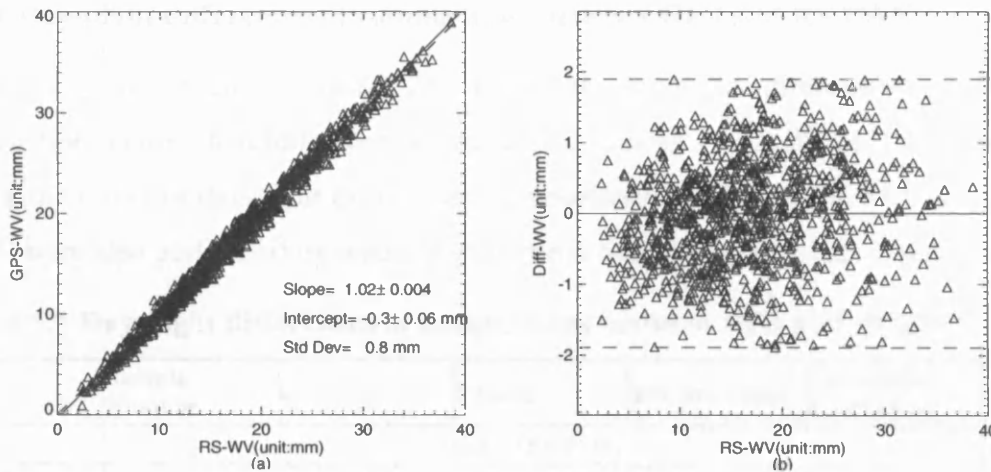 40
30
20
10
0
GPS-WV(unit:mm)
Slope= 1.02± 0.004
Intercept= -0.3± 0.06 mm
Std Dev= 0.8 mm
0 10 20 30 40
RS-WV(unit:mm)
(a)
2
1
0
-1
-2
Diff-WV(unit:mm)
0 10 20 30 40
RS-WV(unit:mm)
(b)